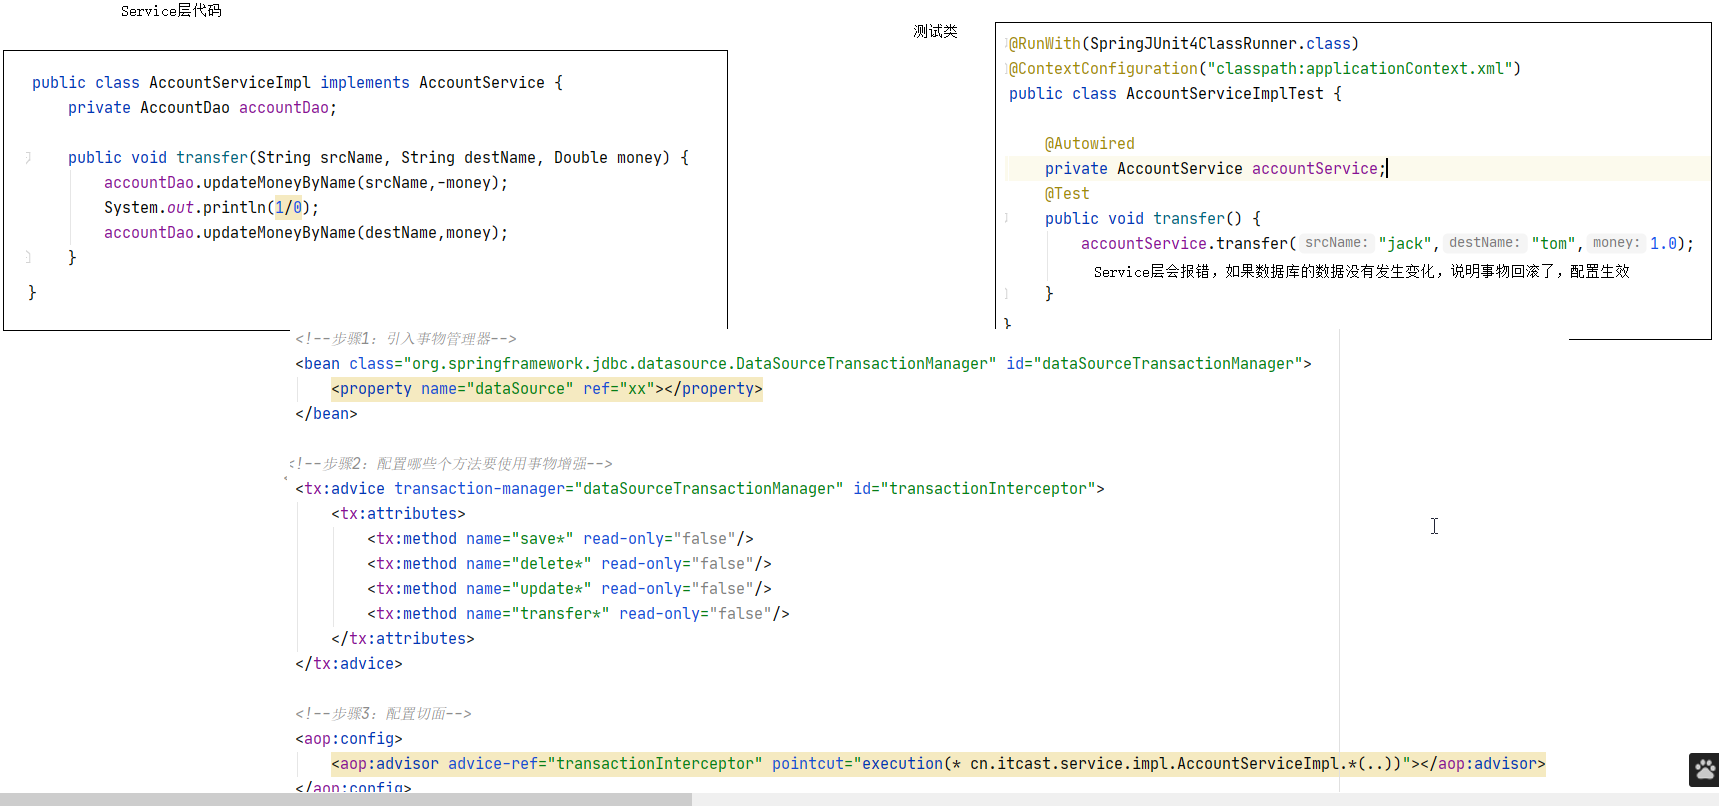 Service层代码
public class AccountServiceImpl implements AccountService {
private AccountDao accountDao;
public void transfer(String srcName, String destName, Double money) {
accountDao.updateMoneyByName(srcName,-money);
System.out.println(1/0);
accountDao.updateMoneyByName(destName,money);
}
}
测试类
@RunWith(SpringJUnit4ClassRunner.class)
@ContextConfiguration("classpath:applicationContext.xml")
public class AccountServiceImplTest {
@Autowired
private AccountService accountService;
@Test
public void transfer() {
accountService.transfer( srcName: "jack", destName: "tom", money: 1.0);
Service层会报错，如果数据库的数据没有发生变化，说明事物回滚了，配置生效
}
}
<!--步骤1：引入事物管理器-->
<bean class="org.springframework.jdbc.datasource.DataSourceTransactionManager" id="dataSourceTransactionManager">
<property name="dataSource" ref="xx"></property>
</bean>
<!--步骤2：配置哪些个方法要使用事物增强-->
<tx:advice transaction-manager="dataSourceTransactionManager" id="transactionInterceptor">
<tx:attributes>
<tx:method name="save*" read-only="false"/>
<tx:method name="delete*" read-only="false"/>
<tx:method name="update*" read-only="false"/>
<tx:method name="transfer*" read-only="false"/>
</tx:attributes>
</tx:advice>
<!--步骤3：配置切面-->
<aop:config>
<aop:advisor advice-ref="transactionInterceptor" pointcut="execution(* cn.itcast.service.impl.AccountServiceImpl.*(..))"></aop:advisor>
</aop:config>